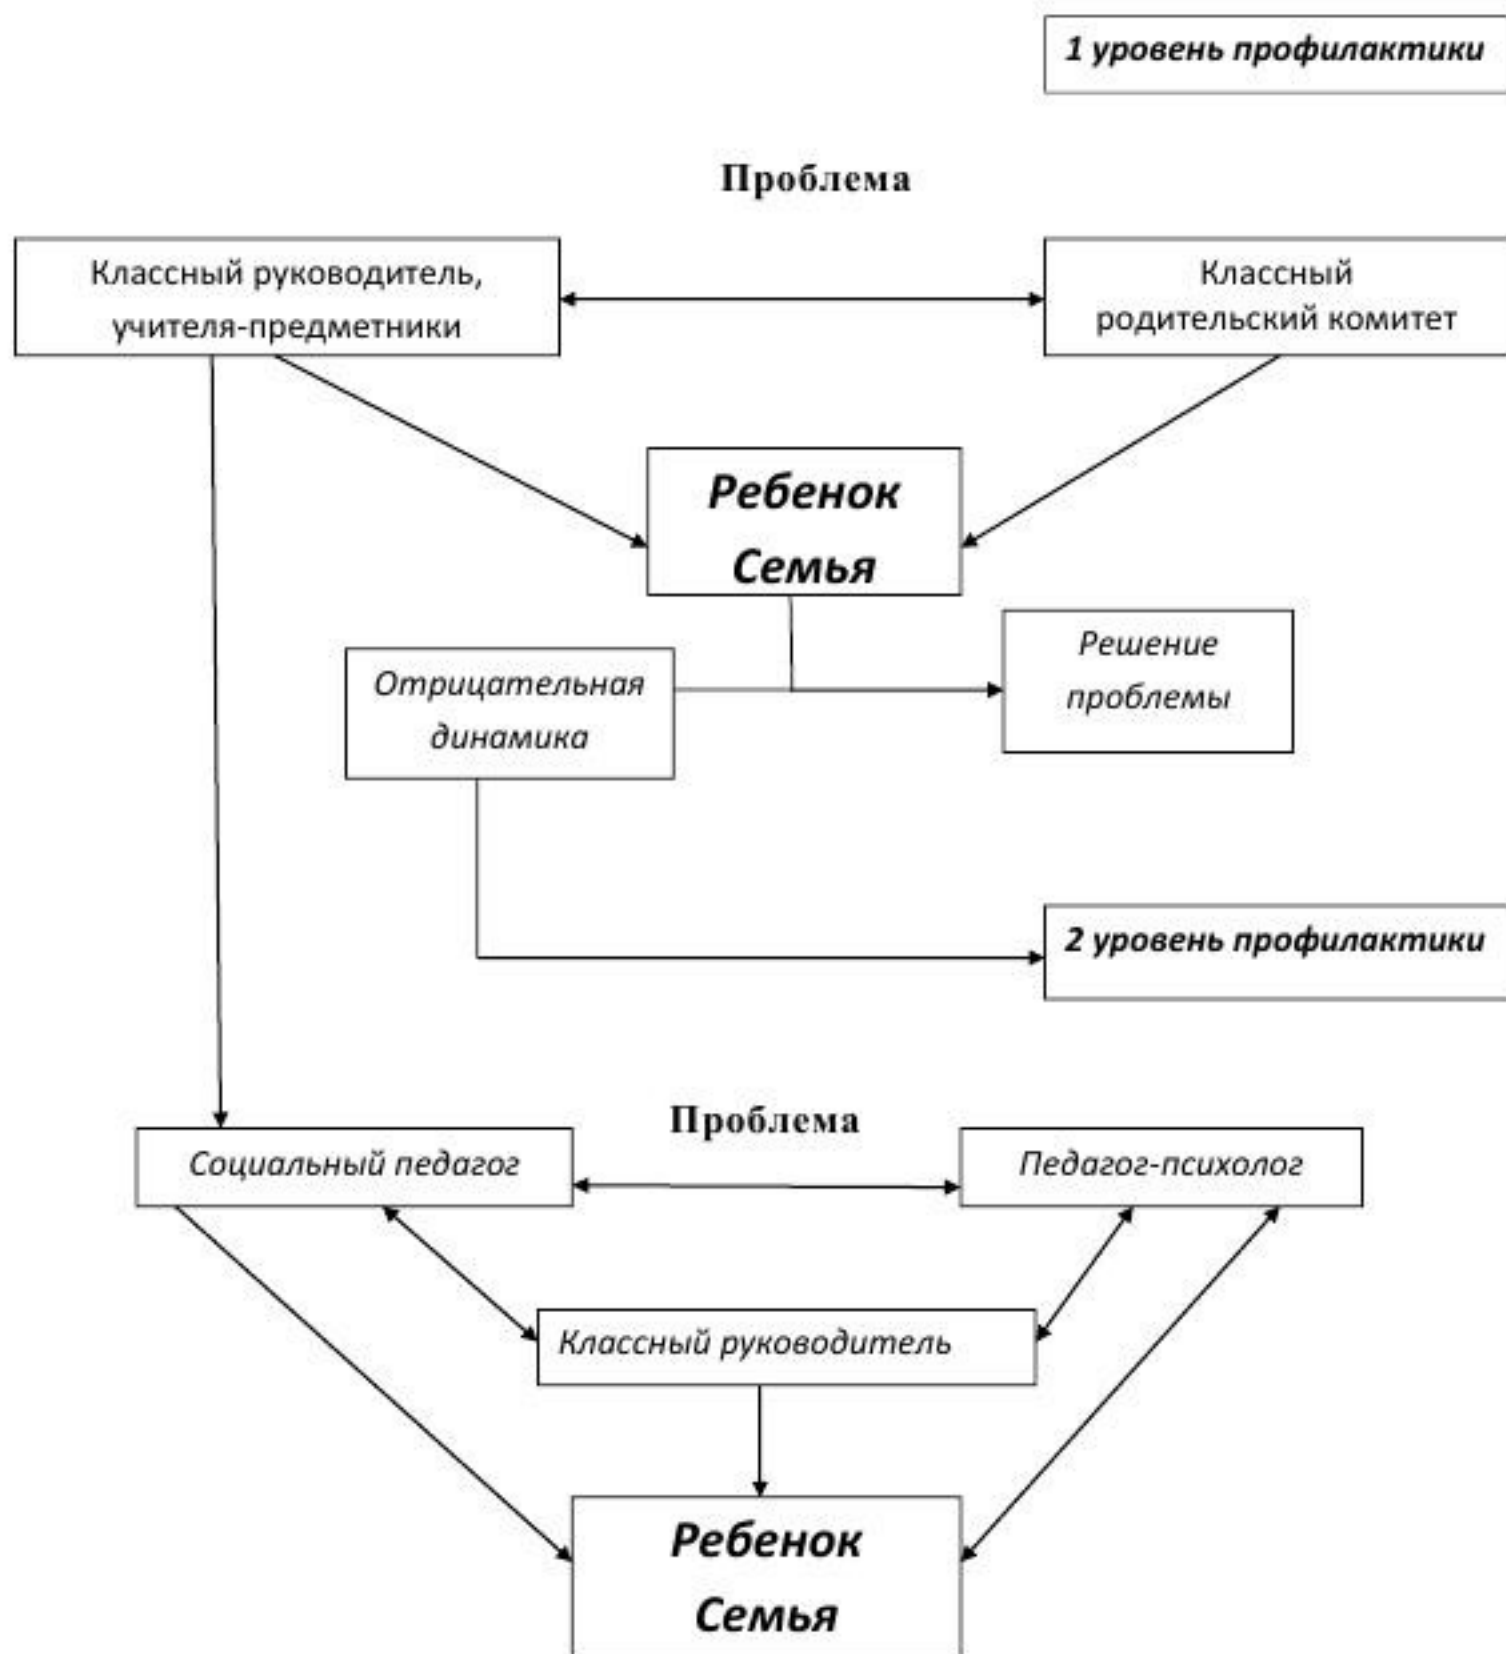 1 уровень профилактики
Проблема
Классный руководитель,
учителя-предметники
Классный
родительский комитет
Ребенок
Семья
Решение
проблемы
Отрицательная
динамика
2 уровень профилактики
Проблема
Социальный педагог
Педагог-психолог
Классный руководитель
Ребенок
Семья